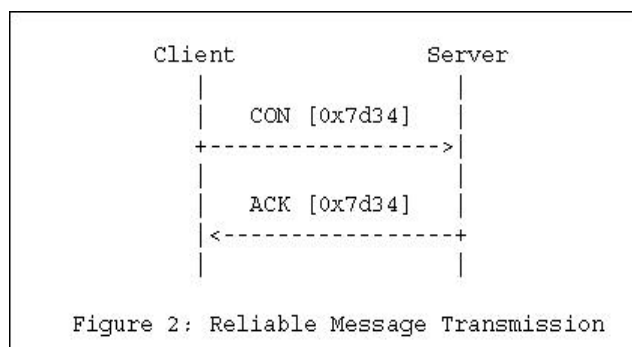 Client Server
CON [0x7d34]
ACK [0x7d34]
Figure 2: Reliable Message Transmission